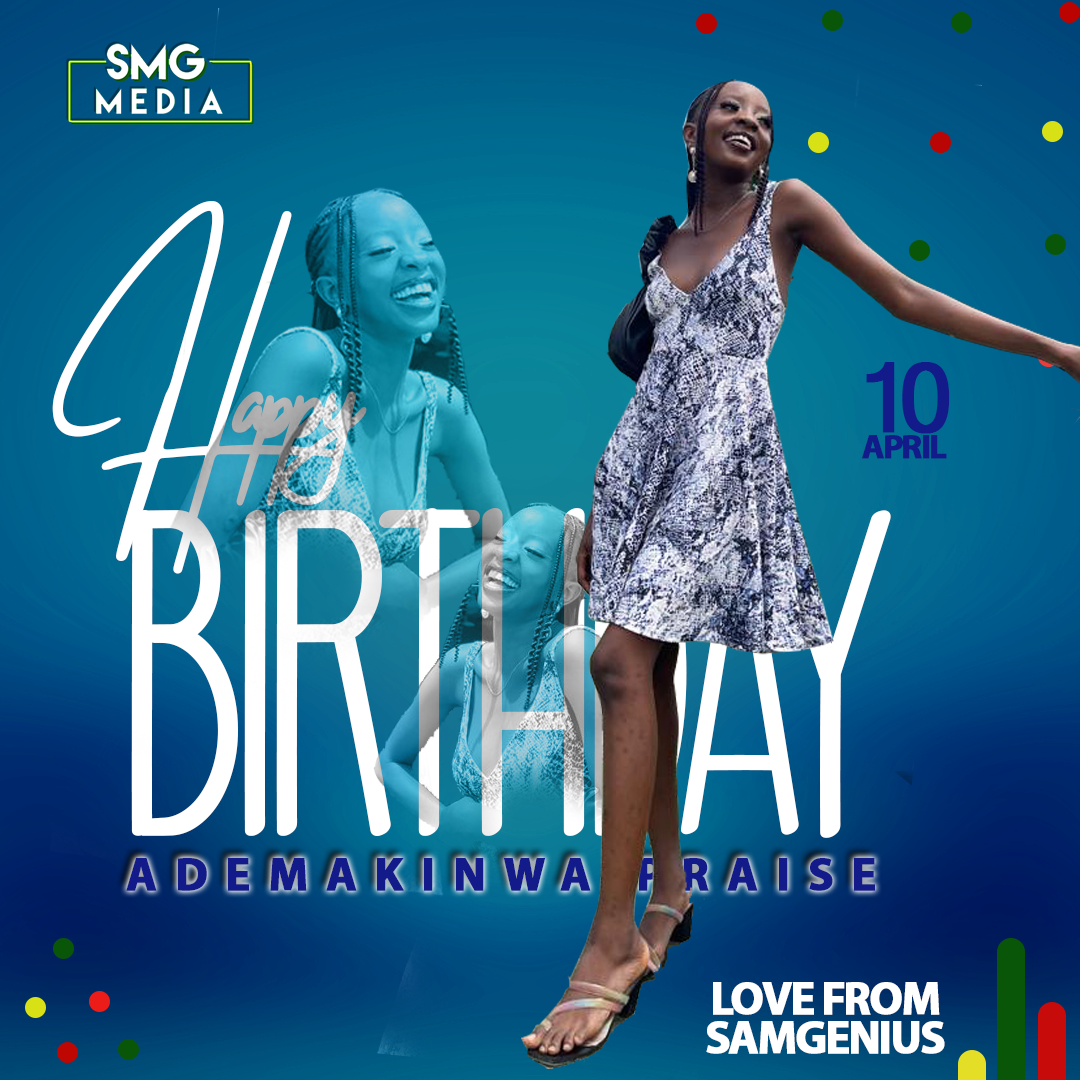 SMG
MEDIA
Happy
BIRTHDAY
ADEMAKINWA PRAISE
10
APRIL
LOVE FROM
SAMGENIUS